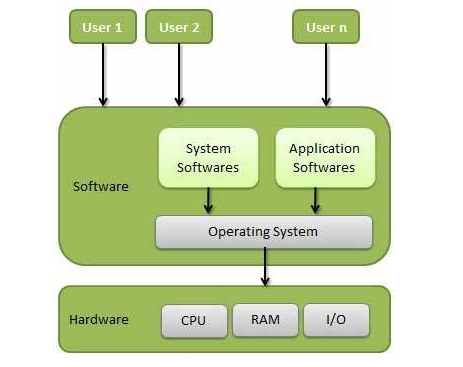 User 1
User 2
User n
System
Softwares
Application
Softwares
Software
Operating System
Hardware
CPU
RAM
I/O